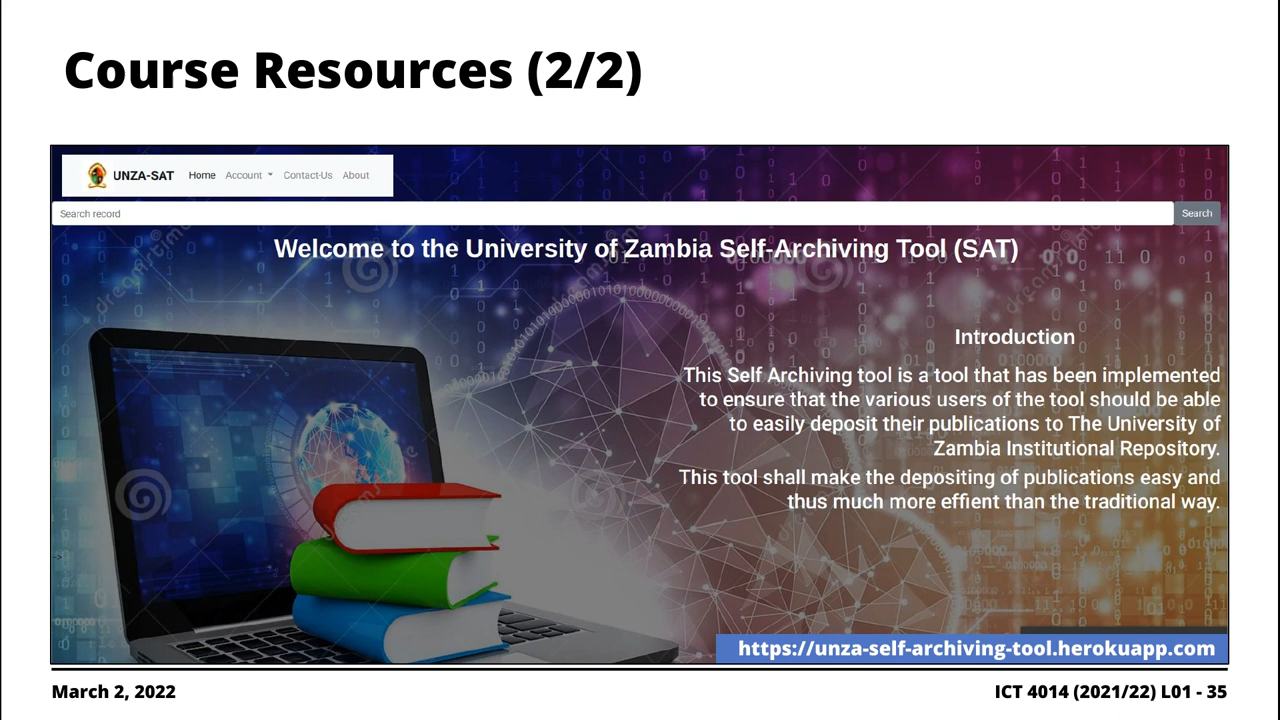 Course Resources (2/2)
UNZA-SAT Home Account Contact-Us About
Search record Search
Welcome to the University of Zambia Self-Archiving Tool (SAT)
Introduction
This Self Archiving tool is a tool that has been implemented
to ensure that the various users of the tool should be able
to easily deposit their publications to The University of
Zambia Institutional Repository.
This tool shall make the depositing of publications easy and
thus much more effient than the traditional way.
https://unza-self-archiving-tool.herokuapp.com
March 2, 2022 ICT 4014 (2021/22) L01 - 35